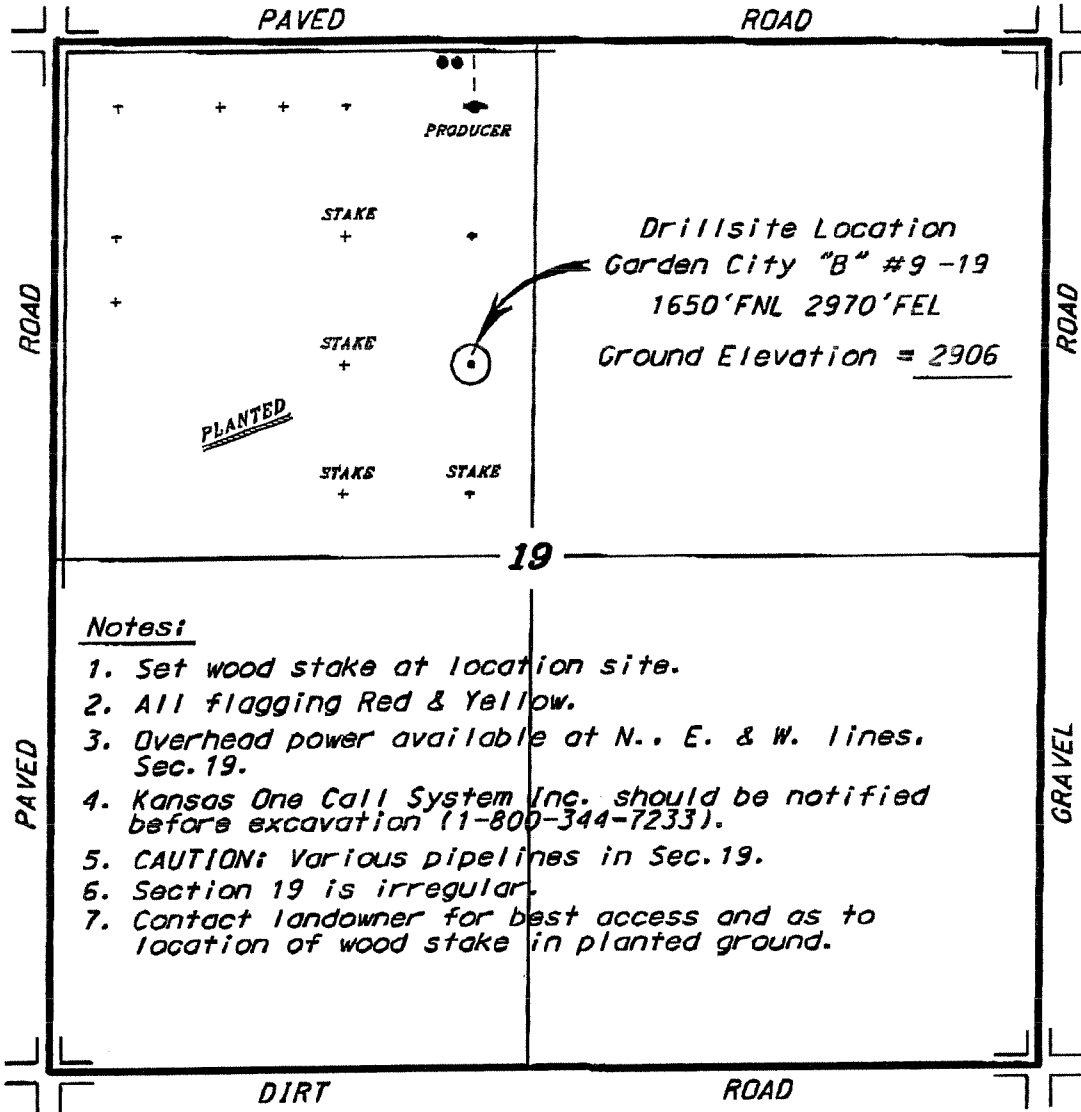 PAVED ROAD
PRODUCER
STAKE
Drillsite Location
Garden City "B" #9-19
1650'FNL 2970'FEL
Ground Elevation = 2906
ROAD
ROAD
STAKE
PLANTED
STAKE STAKE
19
Notes:
1. Set wood stake at location site.
2. All flagging Red & Yellow.
3. Overhead power available at N., E. & W. lines,
Sec.19.
4. Kansas One Call System Inc. should be notified
before excavation (1-800-344-7233).
5. CAUTION: Various pipelines in Sec.19.
6. Section 19 is irregular.
7. Contact landowner for best access and as to
location of wood stake in planted ground.
PAVED
GRAVEL
DIRT ROAD